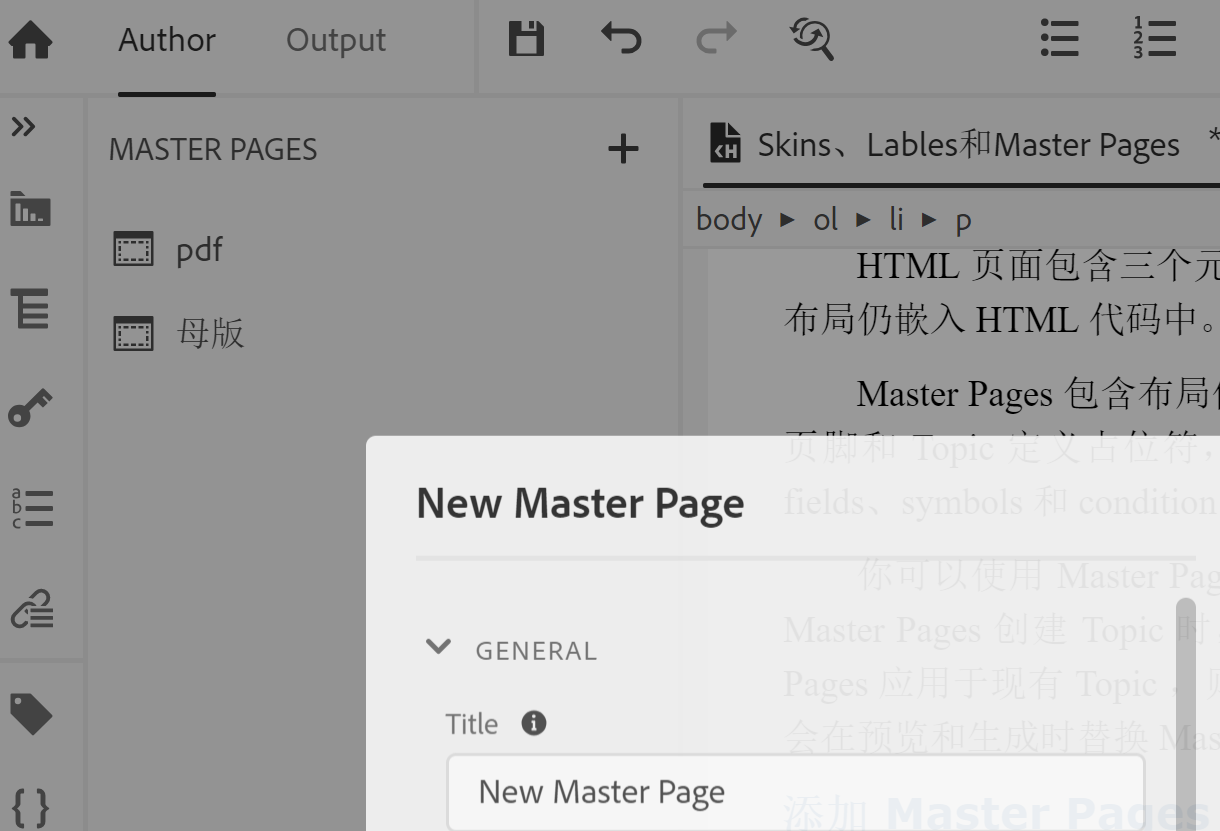 Author Output
MASTER PAGES
pdf
母版
Skins、Lables和Master Pages *
body ▸ ol ▸ li ▸ p
HTML 页面包含三个元
布局仍嵌入 HTML 代码中。
Master Pages 包含布局
页脚和 Topic 定义占位符，
fields、symbols 和 condition
你可以使用 Master Pag
Master Pages 创建 Topic 时
Pages 应用于现有 Topic，
会在预览和生成时替换 Mas
添加 Master Pages
New Master Page
GENERAL
Title
New Master Page